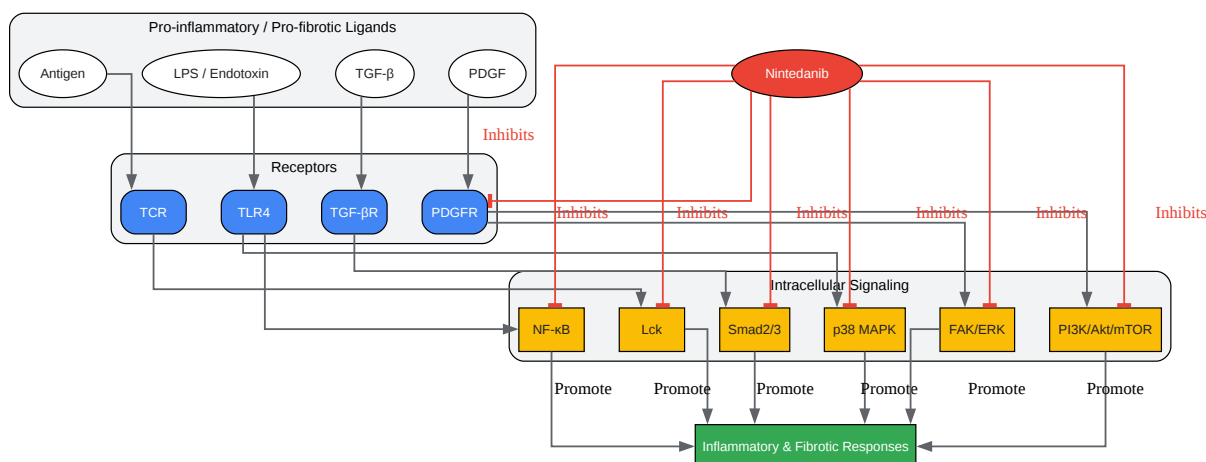 Pro-inflammatory / Pro-fibrotic Ligands
Antigen
LPS / Endotoxin
TGF-β
PDGF
Nintedanib
Inhibits
Receptors
TCR
TLR4
TGF-βR
PDGFR
Inhibits
Inhibits
Inhibits
Inhibits
Inhibits
Inhibits
Intracellular Signaling
NF-κB
Lck
Smad2/3
p38 MAPK
FAK/ERK
PI3K/Akt/mTOR
Promote
Promote
Promote
Promote
Promote
Promote
Inflammatory & Fibrotic Responses